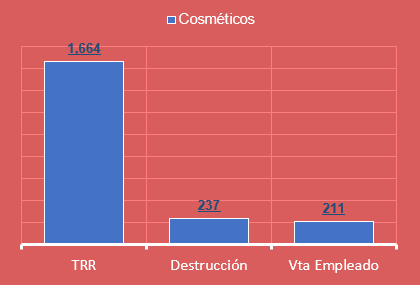 Cosméticos
1.664
237
211
TRR
Destrucción
Vta Empleado